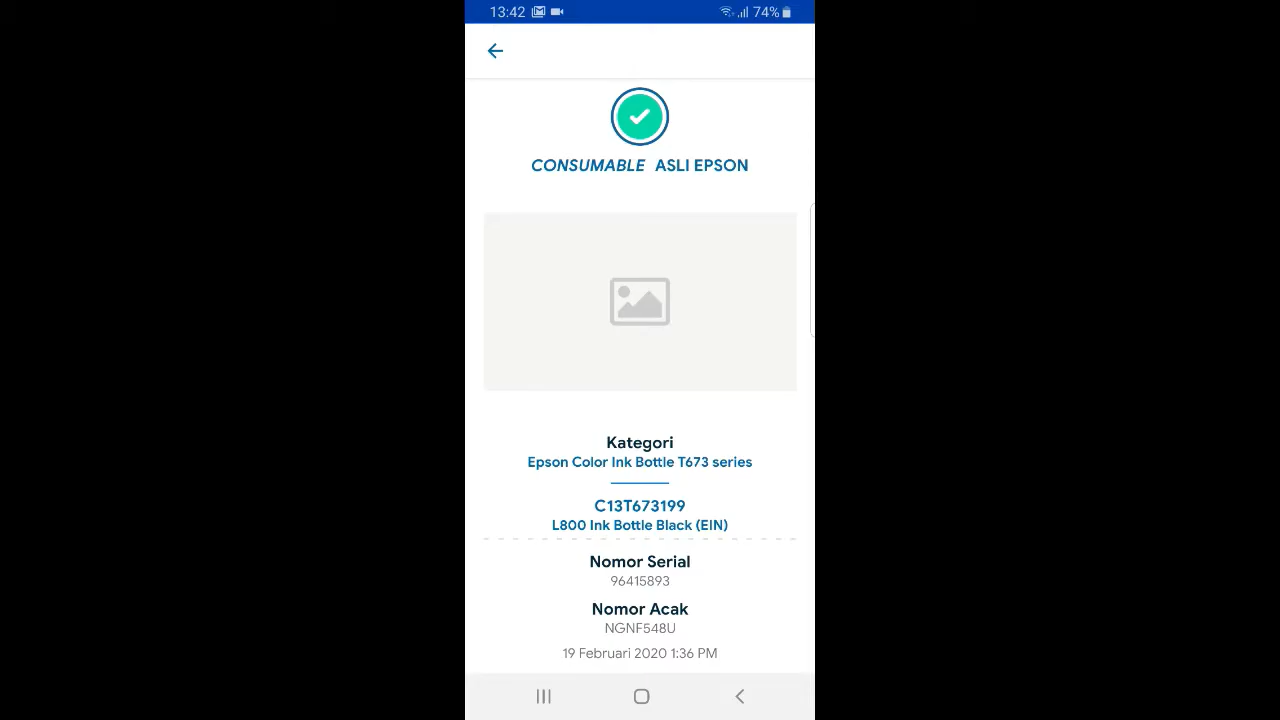 13:42 74%
CONSUMABLE ASLI EPSON
Kategori
Epson Color Ink Bottle T673 series
C13T673199
L800 Ink Bottle Black (EIN)
Nomor Serial
96415893
Nomor Acak
NGNF548U
19 Februari 2020 1:36 PM